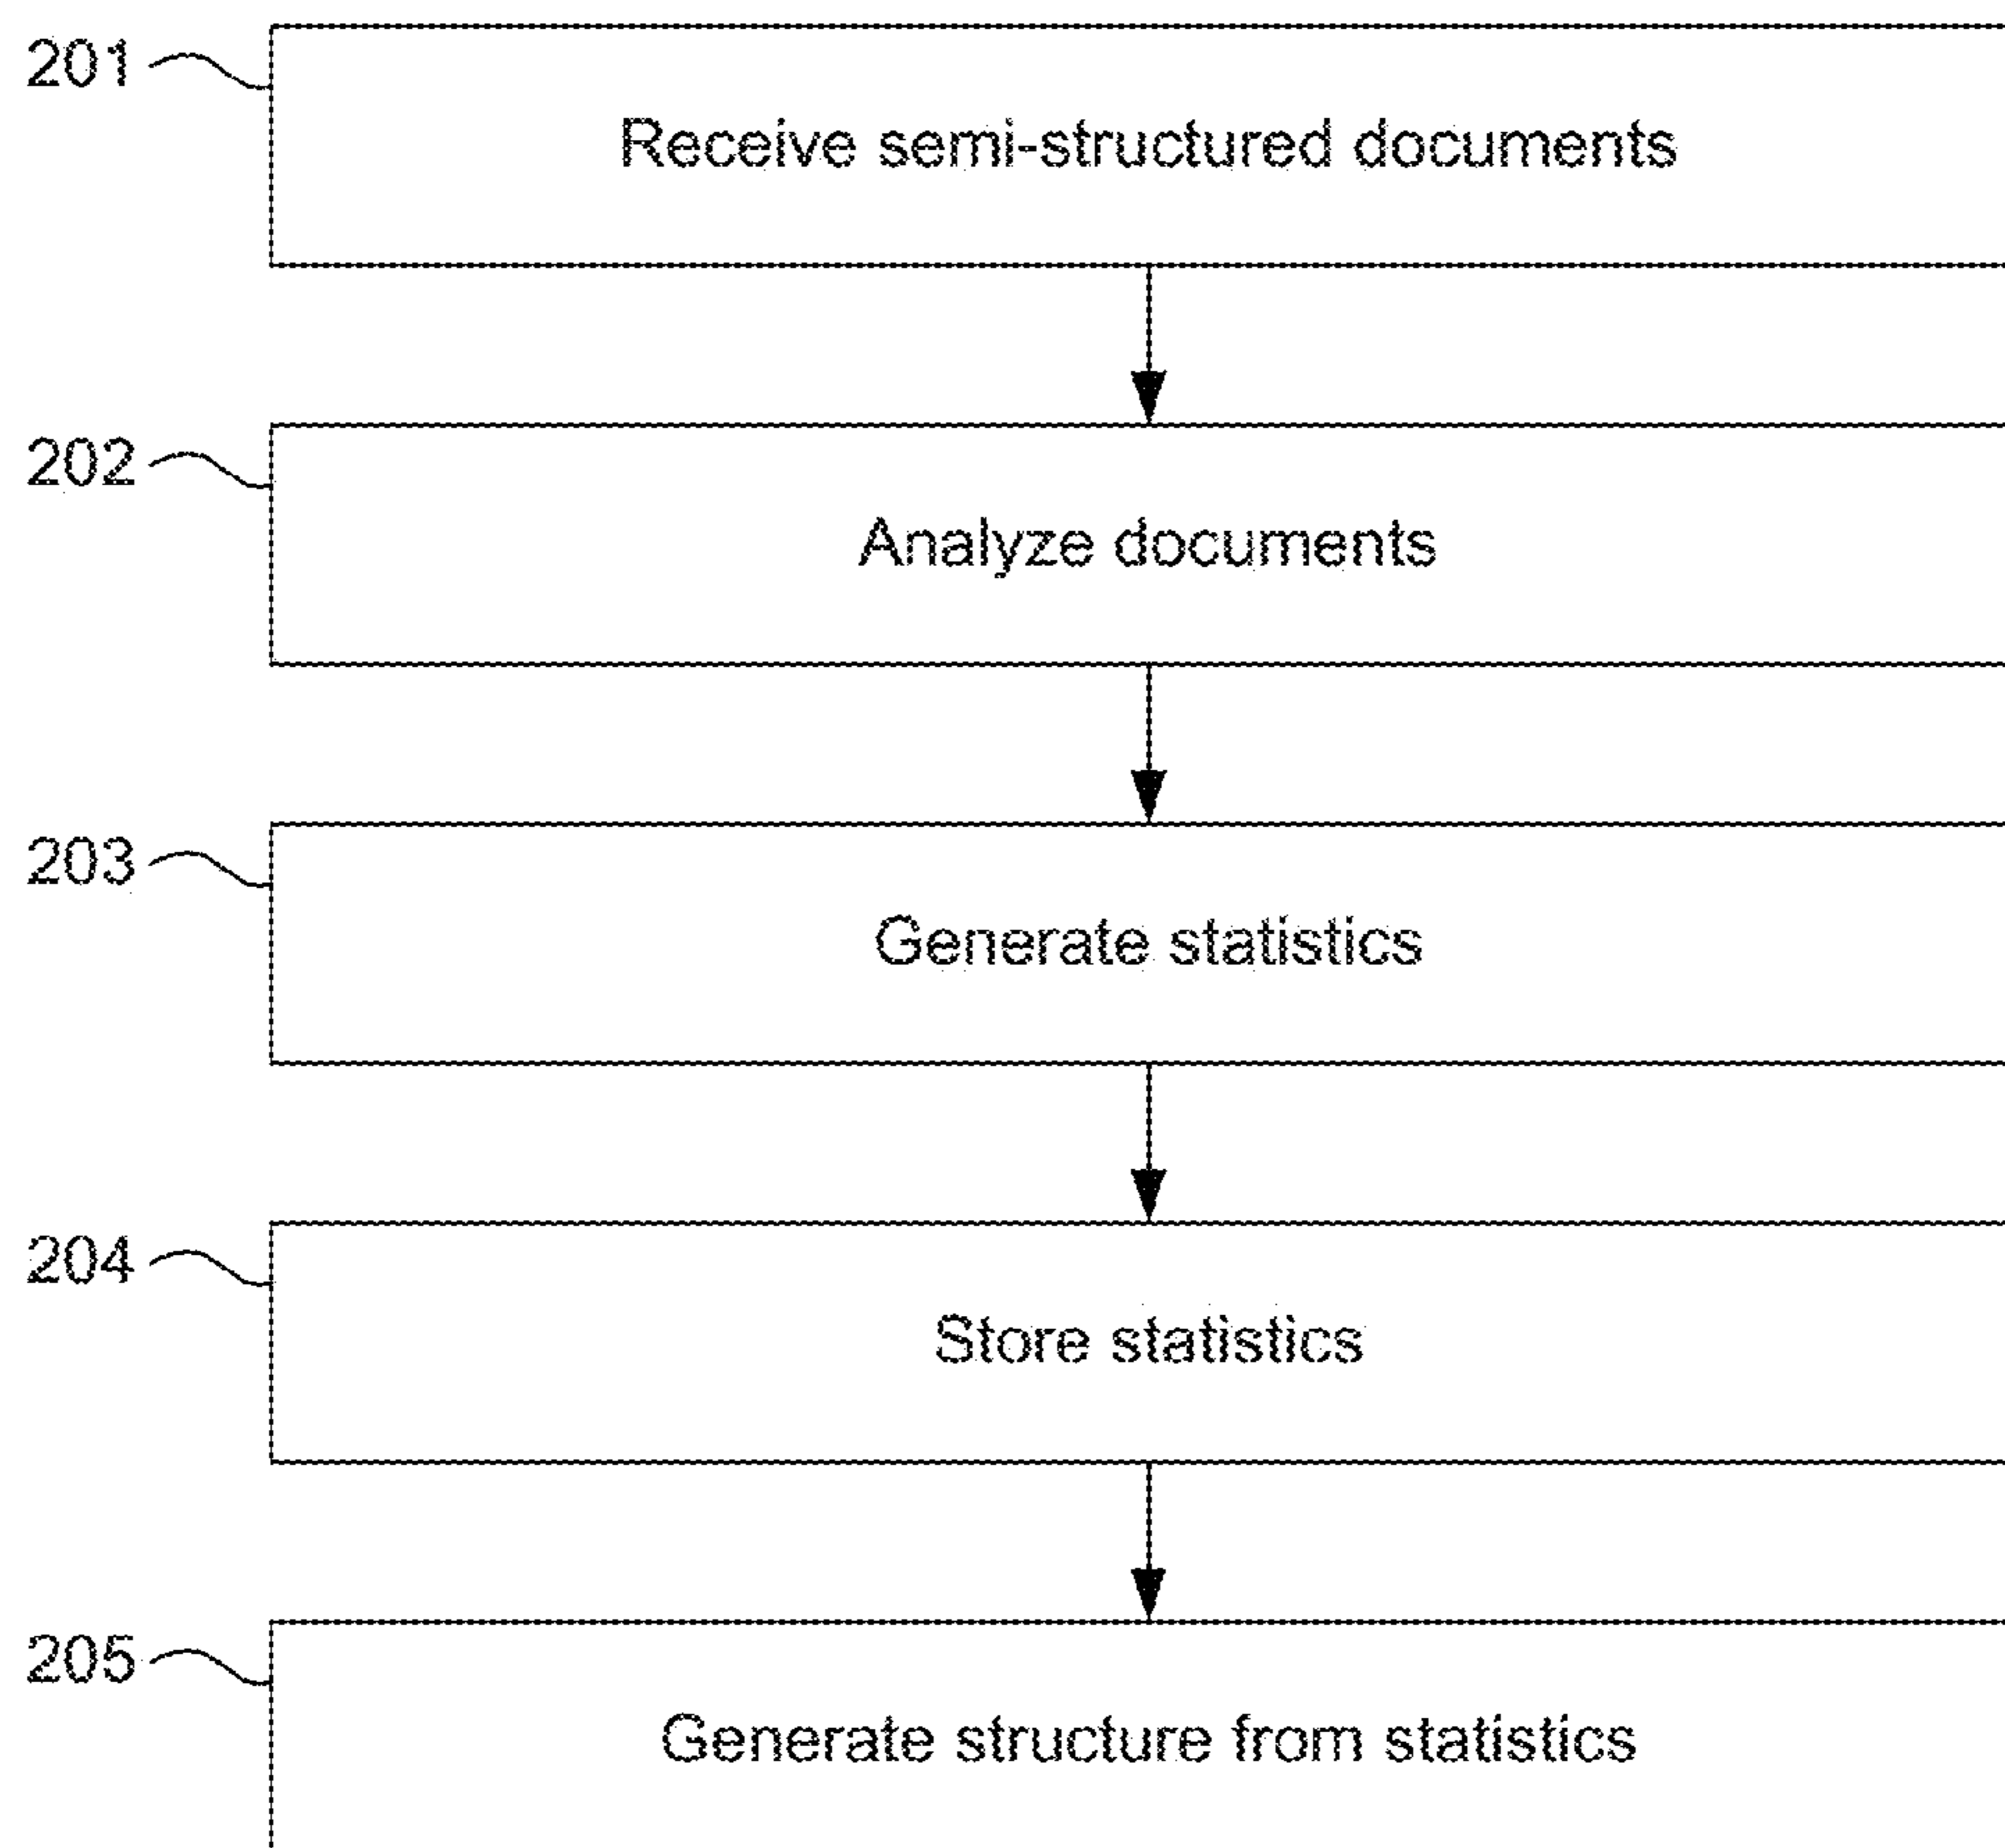 201
Receive semi-structured documents
202
Analyze documents
203
Generate statistics
204
Store statistics
205
Generate structure from statistics